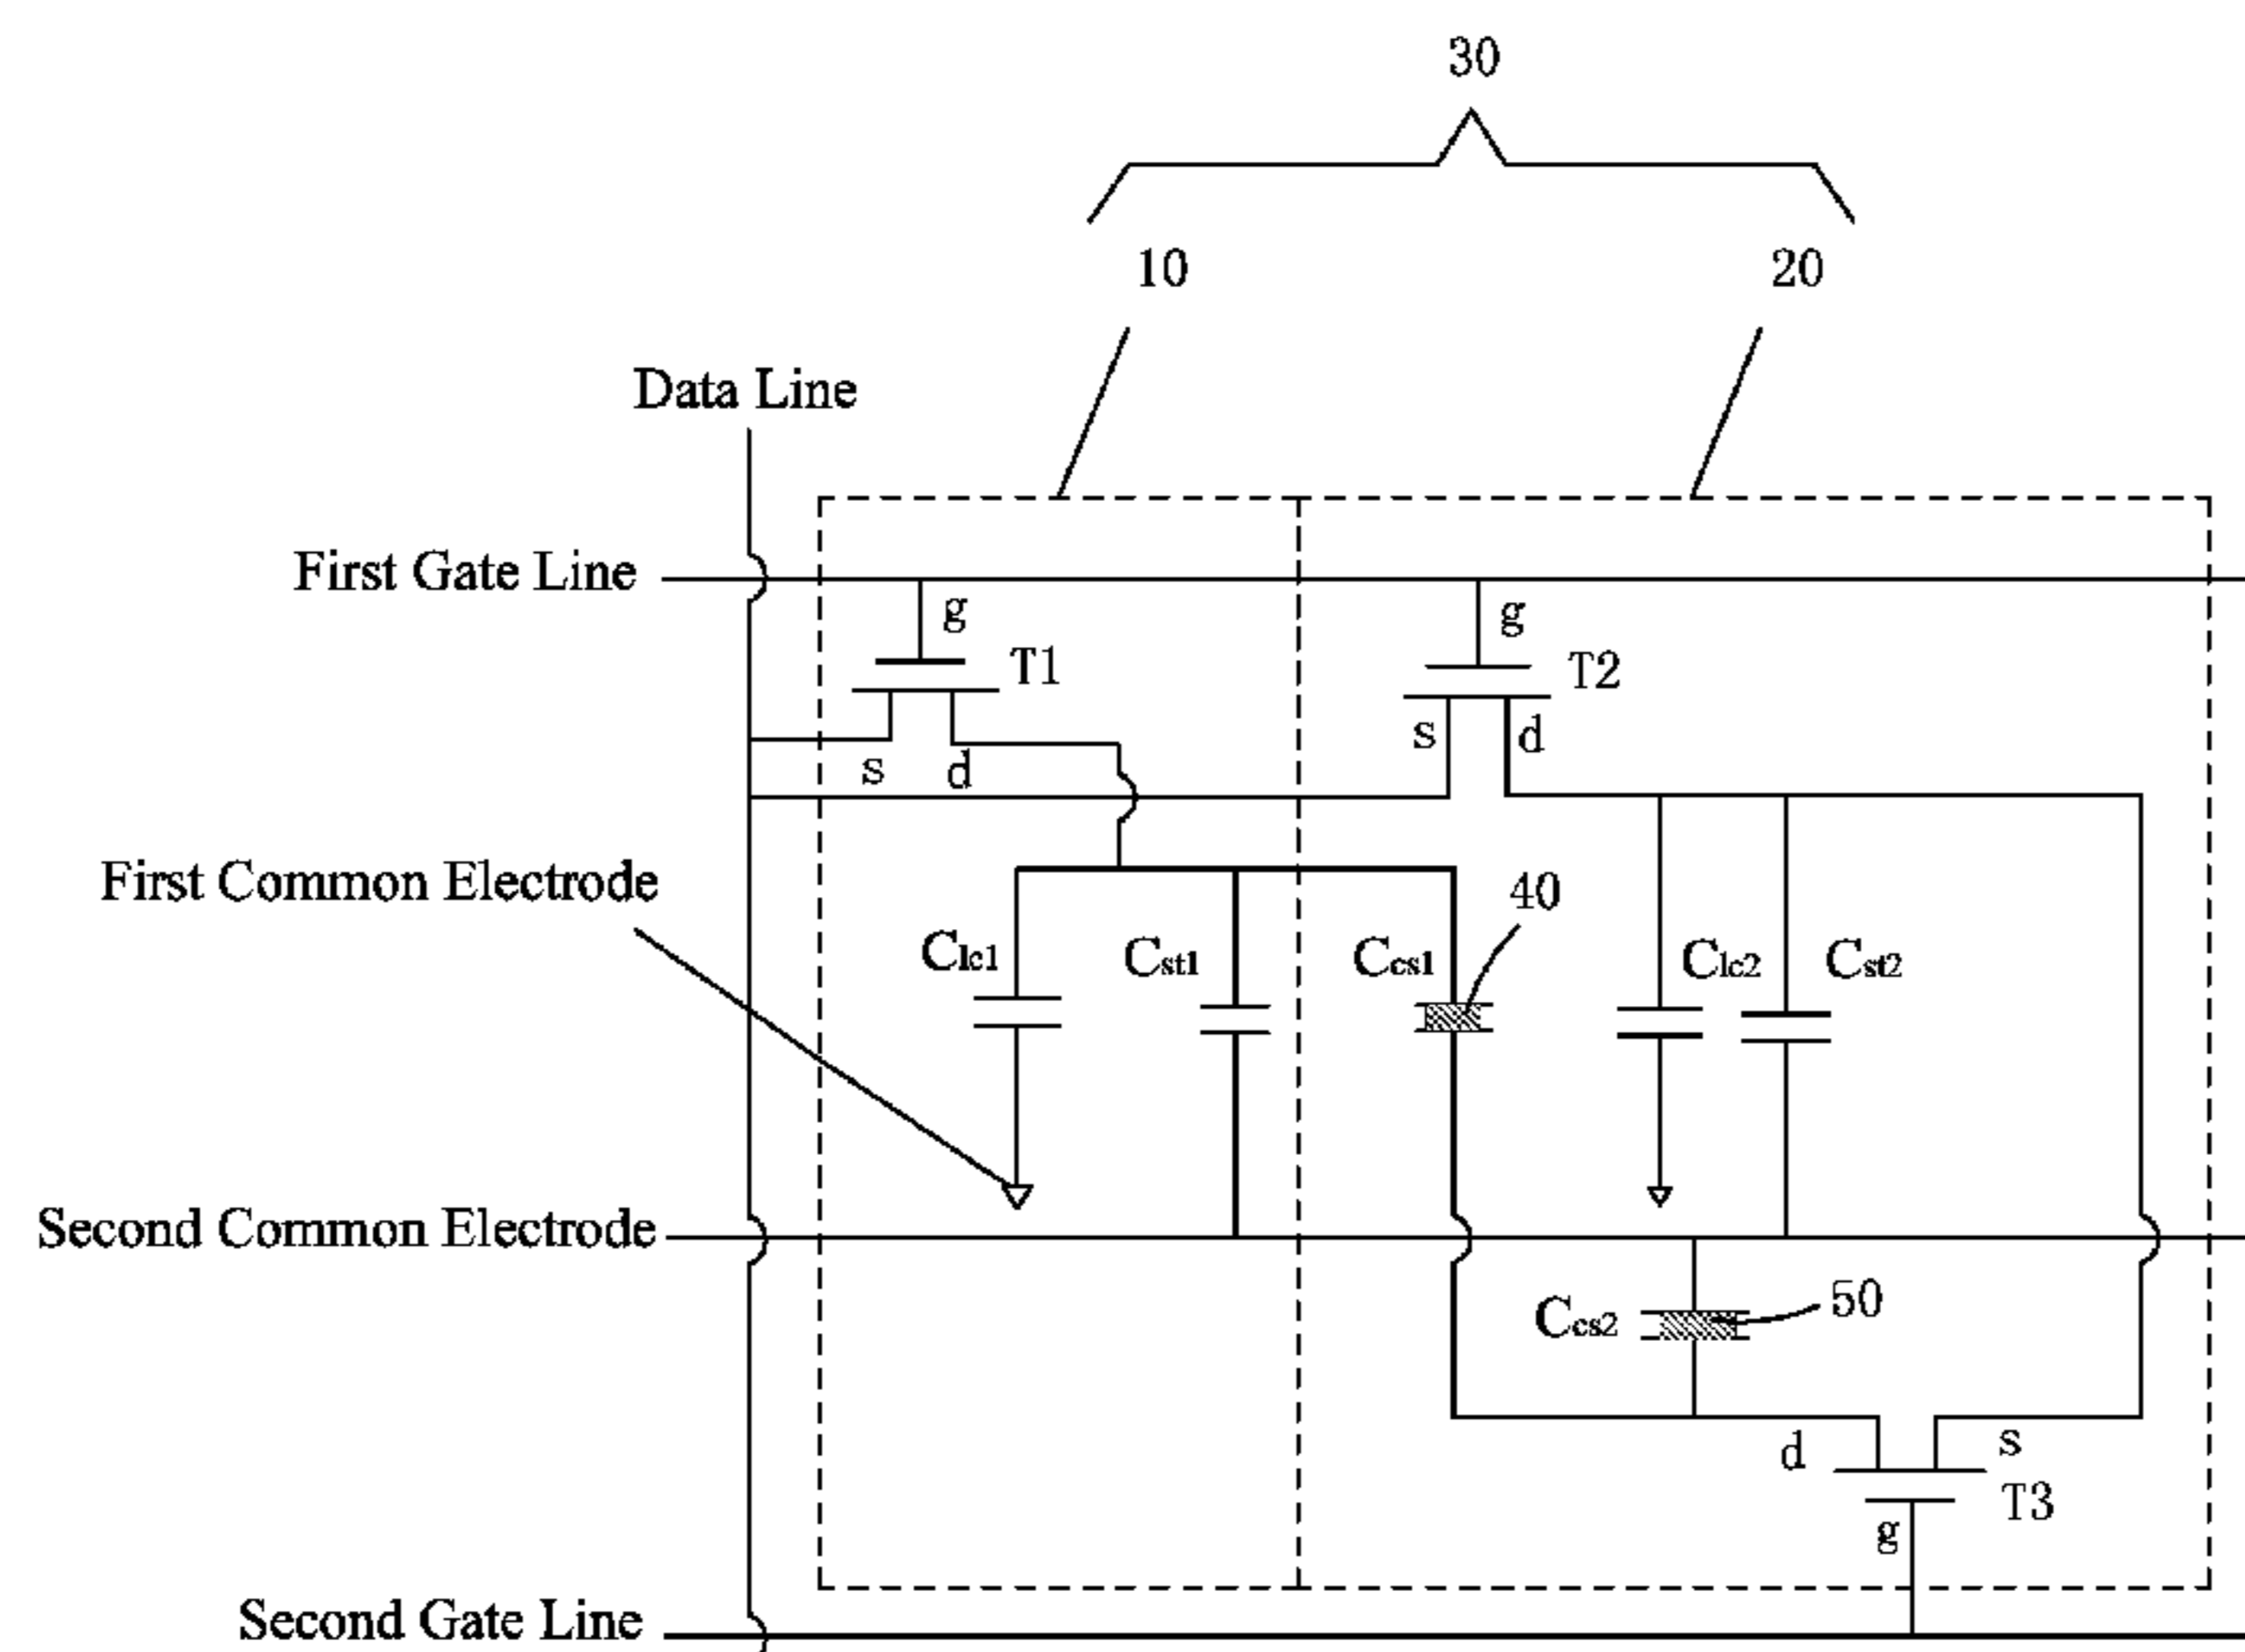 30
10
20
Data Line
First Gate Line
g
T1
g
T2
s
d
s
d
First Common Electrode
40
Clc1
Cst1
Ccs1
Clc2
Cst2
Second Common Electrode
Ccs2
50
d
s
T3
g
Second Gate Line